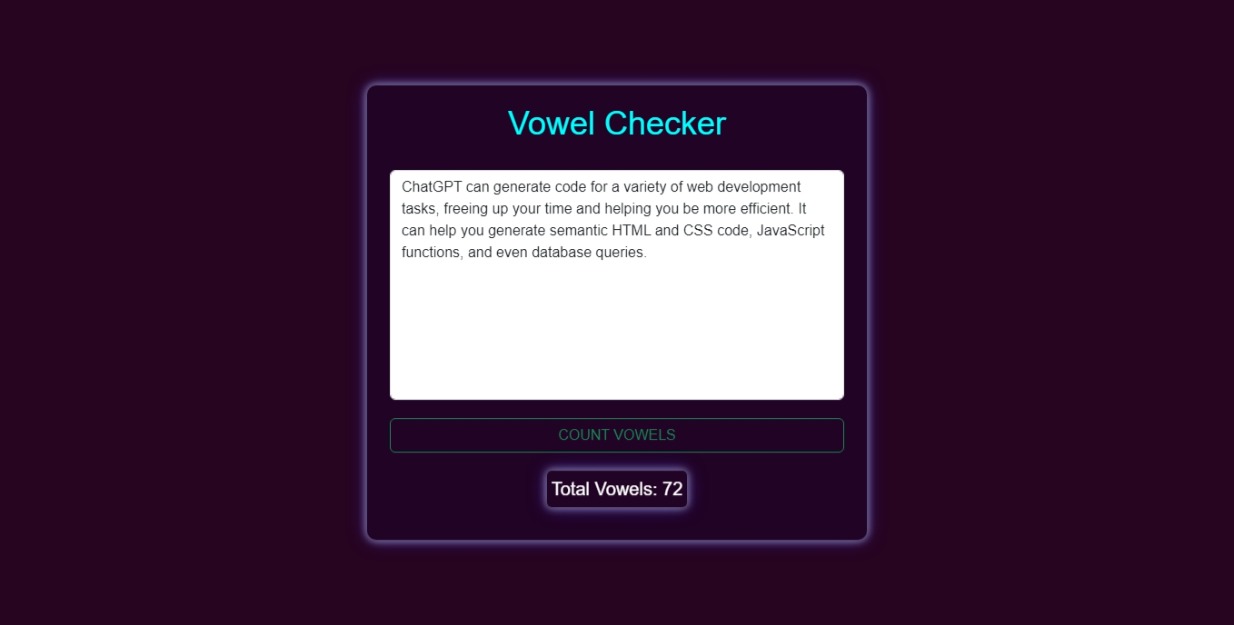 Vowel Checker
ChatGPT can generate code for a variety of web development
tasks, freeing up your time and helping you be more efficient. It
can help you generate semantic HTML and CSS code, JavaScript
functions, and even database queries.
COUNT VOWELS
Total Vowels: 72